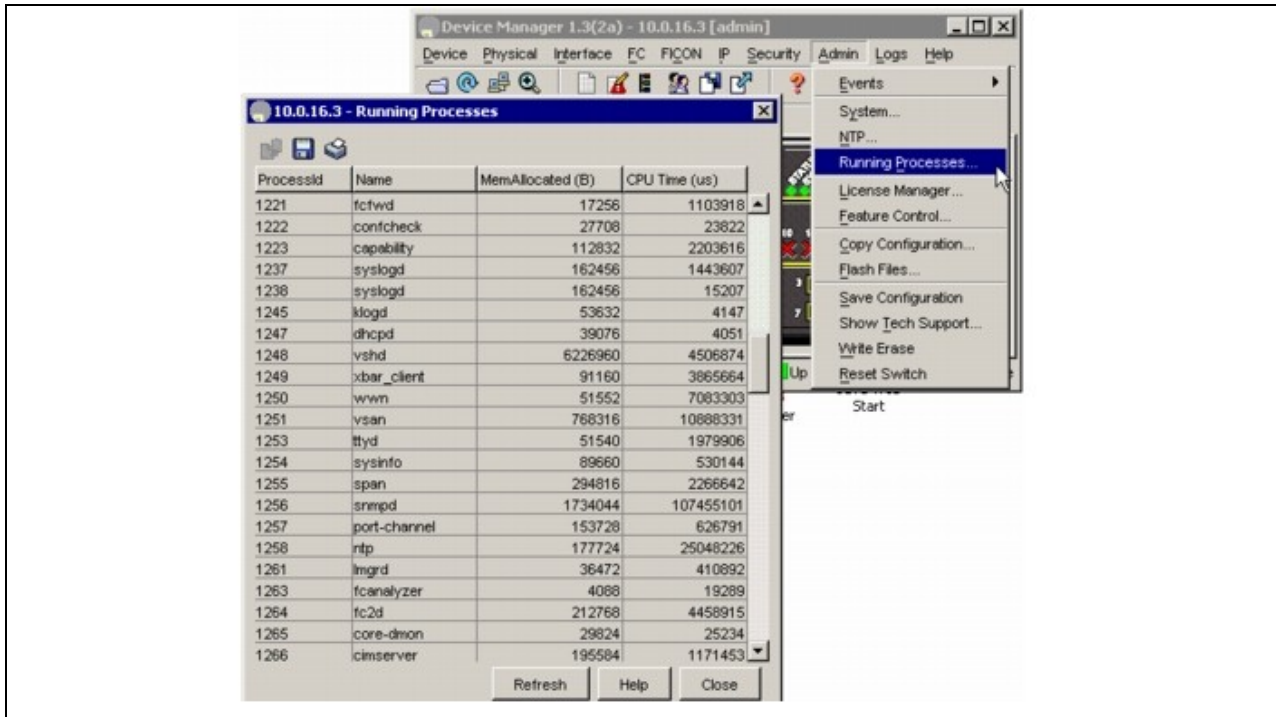 Device Manager 1.3(2a) - 10.0.16.3 [admin]
Device Physical Interface FC FICON IP Security Admin Logs Help
Events
System...
NTP...
Running Processes...
License Manager...
Feature Control...
Copy Configuration...
Flash Files...
Save Configuration
Show Tech Support...
Write Erase
Reset Switch
Up
er
Start
10.0.16.3 - Running Processes
ProcessId Name MemAllocated (B) CPU Time (us)
1221 fcfwd 17256 1103918
1222 confcheck 27708 23822
1223 capability 112832 2203616
1237 syslogd 162456 1443607
1238 syslogd 162456 15207
1245 klogd 53632 4147
1247 dhcpd 39076 4051
1248 vshd 6226960 4506874
1249 xbar_client 91160 3865664
1250 wwn 51552 7083303
1251 vsan 768316 10888331
1253 ttyd 51540 1979906
1254 sysinfo 89660 530144
1255 span 294816 2266642
1256 snmpd 1734044 107455101
1257 port-channel 153728 626791
1258 ntp 177724 25048226
1261 lmgrd 36472 410892
1263 fcanalyzer 4088 19289
1264 fc2d 212768 4458915
1265 core-dmon 29824 25234
1266 cimserver 195584 1171453
Refresh Help Close